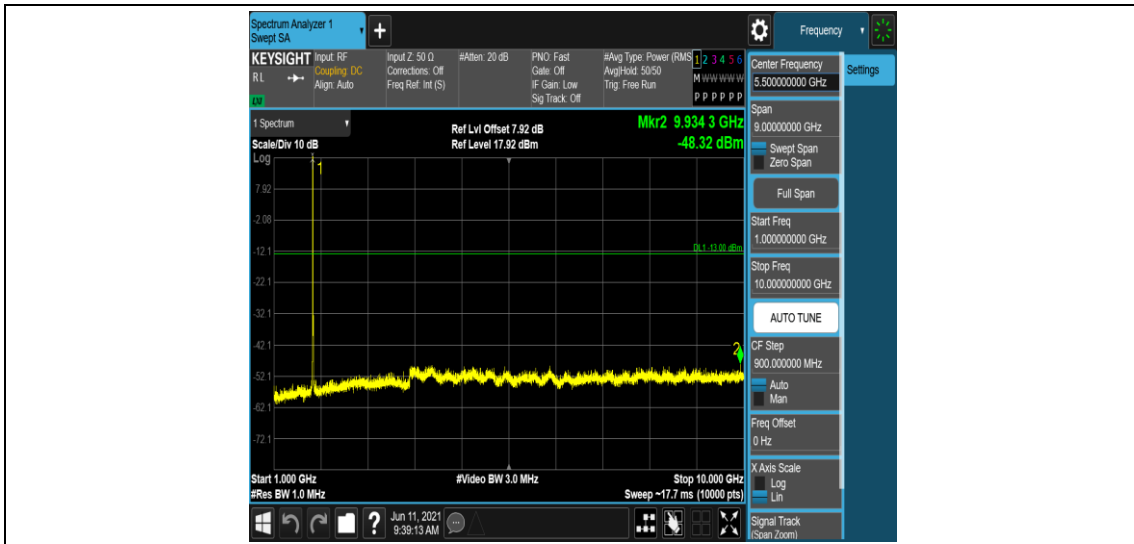 Spectrum Analyzer 1
Swept SA
+
Frequency
KEYSIGHT
RL
LXI
Input: RF
Coupling: DC
Align: Auto
Input Z: 50 Ω
Corrections: Off
Freq Ref: Int (S)
#Atten: 20 dB
PNO: Fast
Gate: Off
IF Gain: Low
Sig Track: Off
#Avg Type: Power (RMS
Avg|Hold: 50/50
Trig: Free Run
1 2 3 4 5 6
M W W W W W
P P P P P P
1 Spectrum
Scale/Div 10 dB
Log
Ref Lvl Offset 7.92 dB
Ref Level 17.92 dBm
Mkr2 9.934 3 GHz
-48.32 dBm
1
7.92
-2.08
-12.1
DL1 -13.00 dBm
-22.1
-32.1
-42.1
2
-52.1
-62.1
-72.1
Start 1.000 GHz
#Res BW 1.0 MHz
#Video BW 3.0 MHz
Stop 10.000 GHz
Sweep ~17.7 ms (10000 pts)
Center Frequency
5.500000000 GHz
Settings
Span
9.00000000 GHz
Swept Span
Zero Span
Full Span
Start Freq
1.000000000 GHz
Stop Freq
10.000000000 GHz
AUTO TUNE
CF Step
900.000000 MHz
Auto
Man
Freq Offset
0 Hz
X Axis Scale
Log
Lin
Signal Track
(Span Zoom)
?
Jun 11, 2021
9:39:13 AM